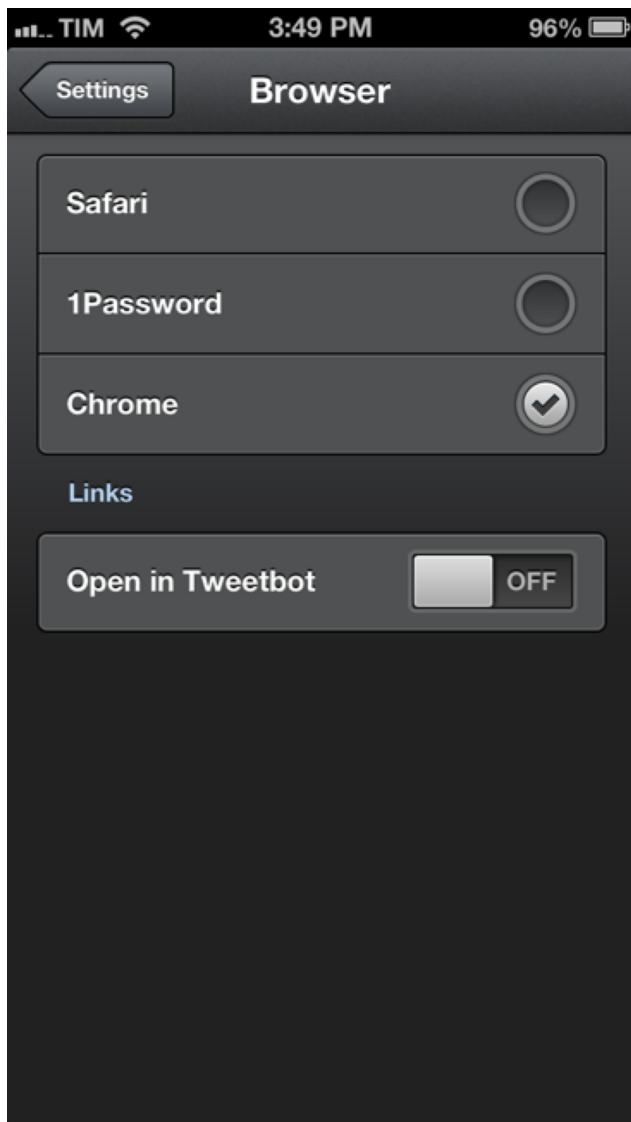 TIM 3:49 PM 96%
Settings Browser
Safari
1Password
Chrome
Links
Open in Tweetbot OFF